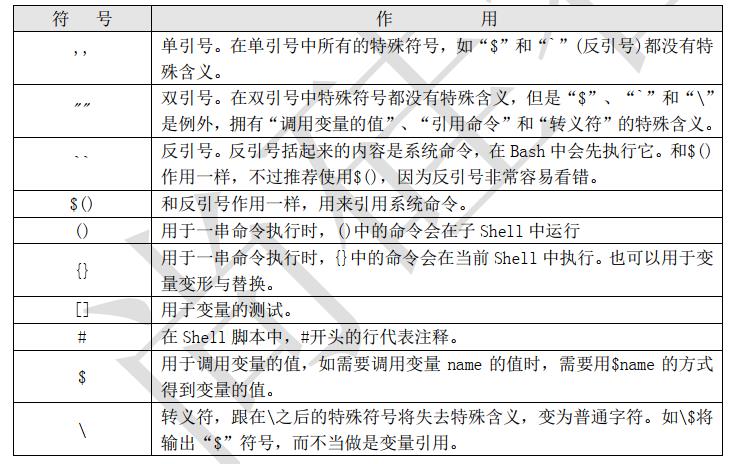 符 号 作 用
'' 单引号。在单引号中所有的特殊符号,如“$”和“`”(反引号)都没有特
殊含义。
"" 双引号。在双引号中特殊符号都没有特殊含义,但是“$”、“`”和“\”
是例外,拥有“调用变量的值”、“引用命令”和“转义符”的特殊含义。
`` 反引号。反引号括起来的内容是系统命令,在 Bash 中会先执行它。和$()
作用一样,不过推荐使用$(),因为反引号非常容易看错。
$() 和反引号作用一样,用来引用系统命令。
() 用于一串命令执行时,()中的命令会在子 Shell 中运行
{} 用于一串命令执行时,{}中的命令会在当前 Shell 中执行。也可以用于变
量变形与替换。
[] 用于变量的测试。
# 在 Shell 脚本中,#开头的行代表注释。
$ 用于调用变量的值,如需要调用变量 name 的值时,需要用$name 的方式
得到变量的值。
\ 转义符,跟在\之后的特殊符号将失去特殊含义,变为普通字符。如\$将
输出“$”符号,而不当做是变量引用。